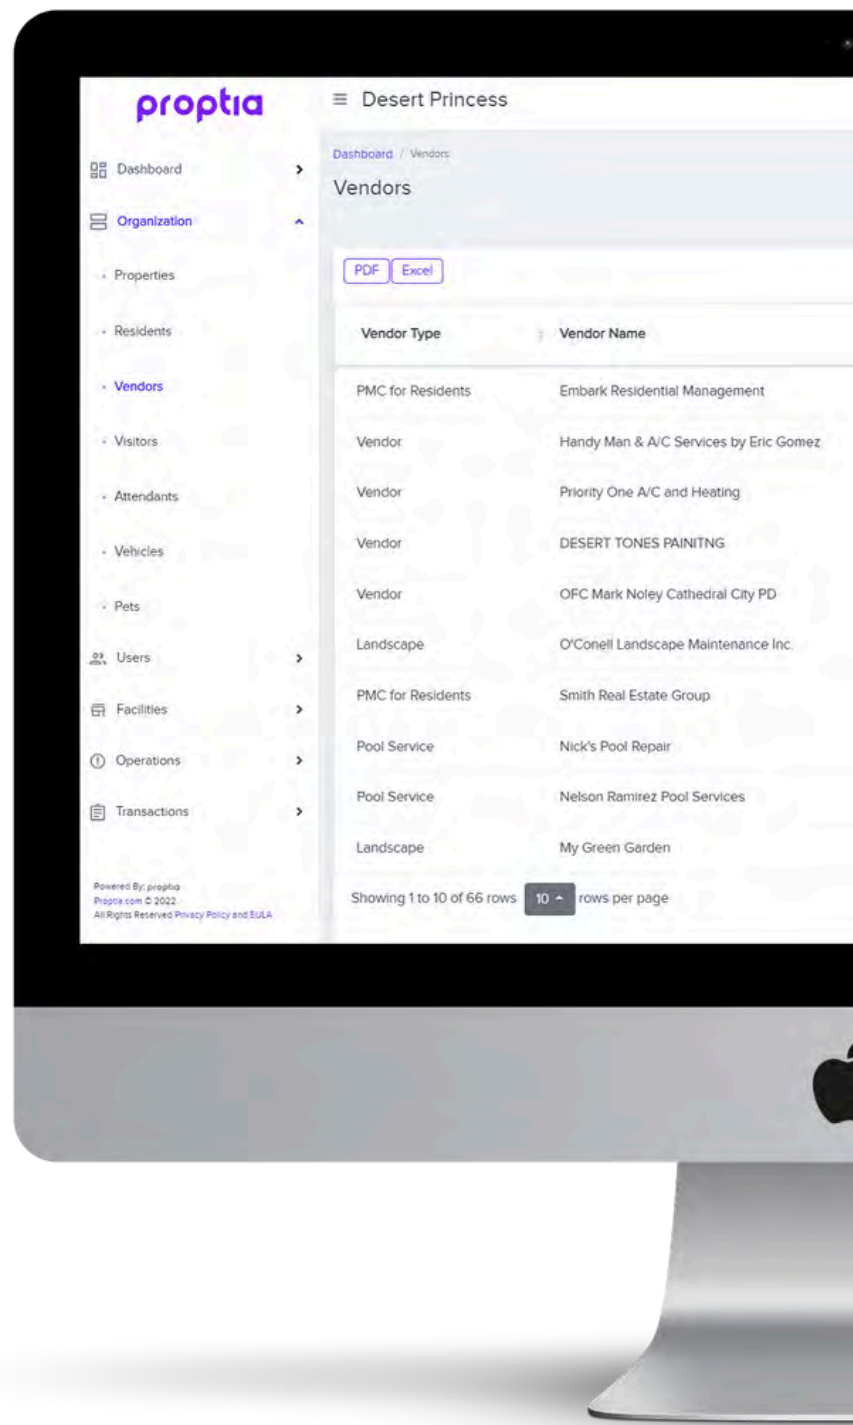 proptia
Desert Princess
Dashboard / Vendors
Vendors
Dashboard
Organization
Properties
Residents
Vendors
Visitors
Attendants
Vehicles
Pets
Users
Facilities
Operations
Transactions
Powered By: proptia
Proptia.com © 2022.
All Rights Reserved Privacy Policy and EULA
PDF Excel
Vendor Type Vendor Name
PMC for Residents Embark Residential Management
Vendor Handy Man & A/C Services by Eric Gomez
Vendor Priority One A/C and Heating
Vendor DESERT TONES PAINITNG
Vendor OFC Mark Noley Cathedral City PD
Landscape O'Conell Landscape Maintenance Inc.
PMC for Residents Smith Real Estate Group
Pool Service Nick's Pool Repair
Pool Service Nelson Ramirez Pool Services
Landscape My Green Garden
Showing 1 to 10 of 66 rows 10 rows per page